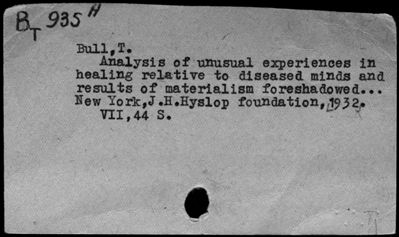 B_T 935 A
Bull,T.
Analysis of unusual experiences in
healing relative to diseased minds and
results of materialism foreshadowed...
New York,J.H.Hyslop foundation,1932.
VII,44 S.